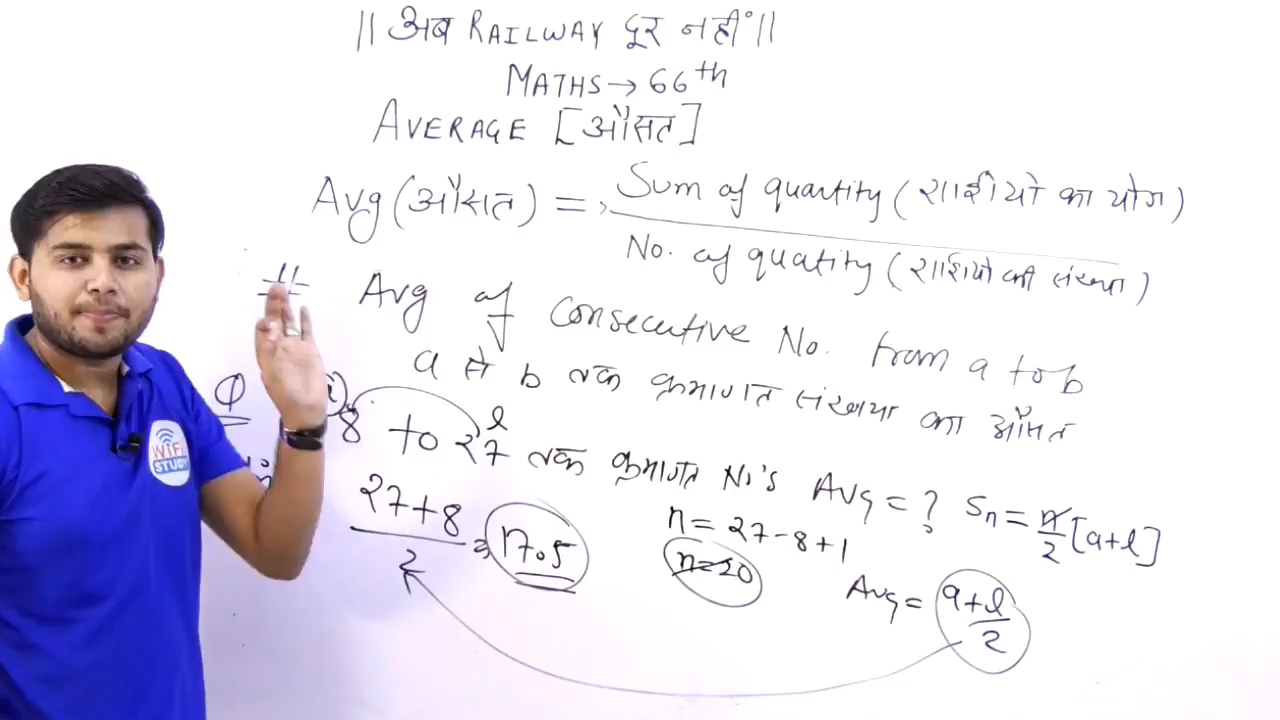 || अब RAILWAY दूर नहीं ||
MATHS → 66th
AVERAGE [औसत]
Avg (औसत) = Sum of quantity (राशियो का योग)
No. of quatity (राशियो की संख्या)
# Avg of Consecutive No. from a to b
a से b तक क्रमागत संख्या का औसत
Q
8 to 27 l तक क्रमागत No's Avg = ? Sn = n/2 [a+l]
27+8 / 2 = 17.5
n = 27-8+1
n = 20
Avg = a+l / 2
WiFi
STUDY